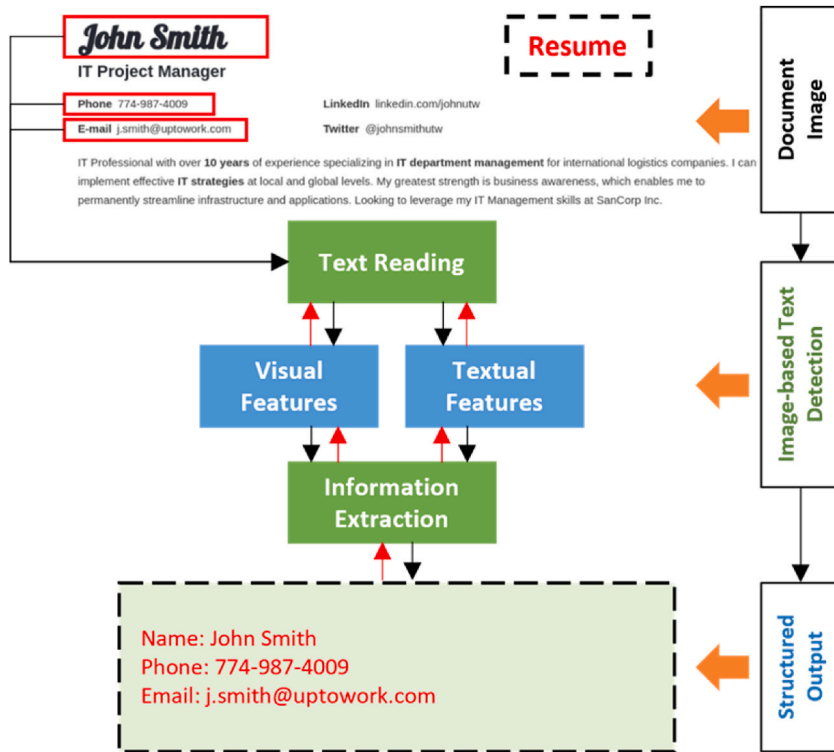 John Smith
Resume
IT Project Manager
Phone 774-987-4009
LinkedIn linkedin.com/johnutw
E-mail j.smith@uptowork.com
Twitter @johnsmithutw
IT Professional with over 10 years of experience specializing in IT department management for international logistics companies. I can
implement effective IT strategies at local and global levels. My greatest strength is business awareness, which enables me to
permanently streamline infrastructure and applications. Looking to leverage my IT Management skills at SanCorp Inc.
Document
Image
Text Reading
Visual
Features
Textual
Features
Image-based Text
Detection
Information
Extraction
Name: John Smith
Phone: 774-987-4009
Email: j.smith@uptowork.com
Structured
Output